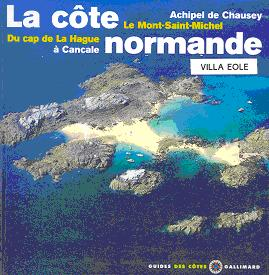 La côte
Achipel de Chausey
Le Mont-Saint-Michel
Du cap de La Hague
à Cancale
normande
VILLA EOLE
GUIDES DES CÔTES GALLIMARD